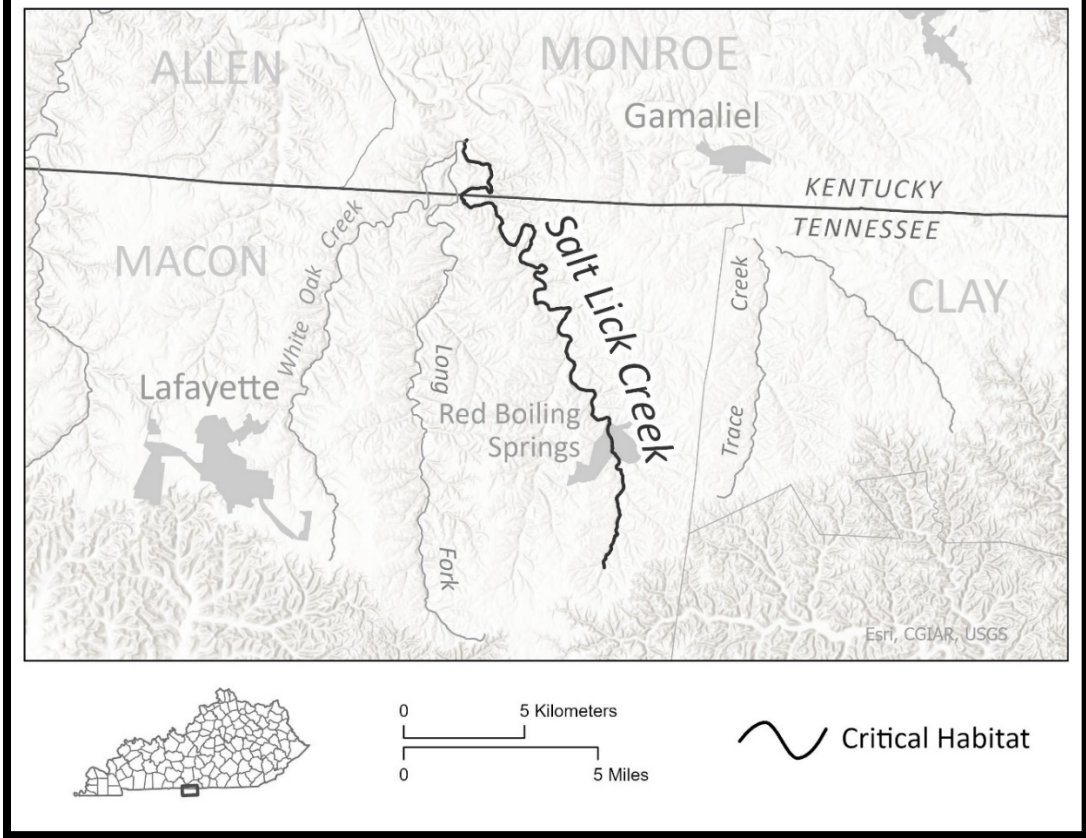 ALLEN
MONROE
Gamaliel
KENTUCKY
TENNESSEE
MACON
White Oak Creek
Salt Lick Creek
Creek
Trace
CLAY
Lafayette
Long
Fork
Red Boiling
Springs
Esri, CGIAR, USGS
0 5 Kilometers
0 5 Miles
Critical Habitat